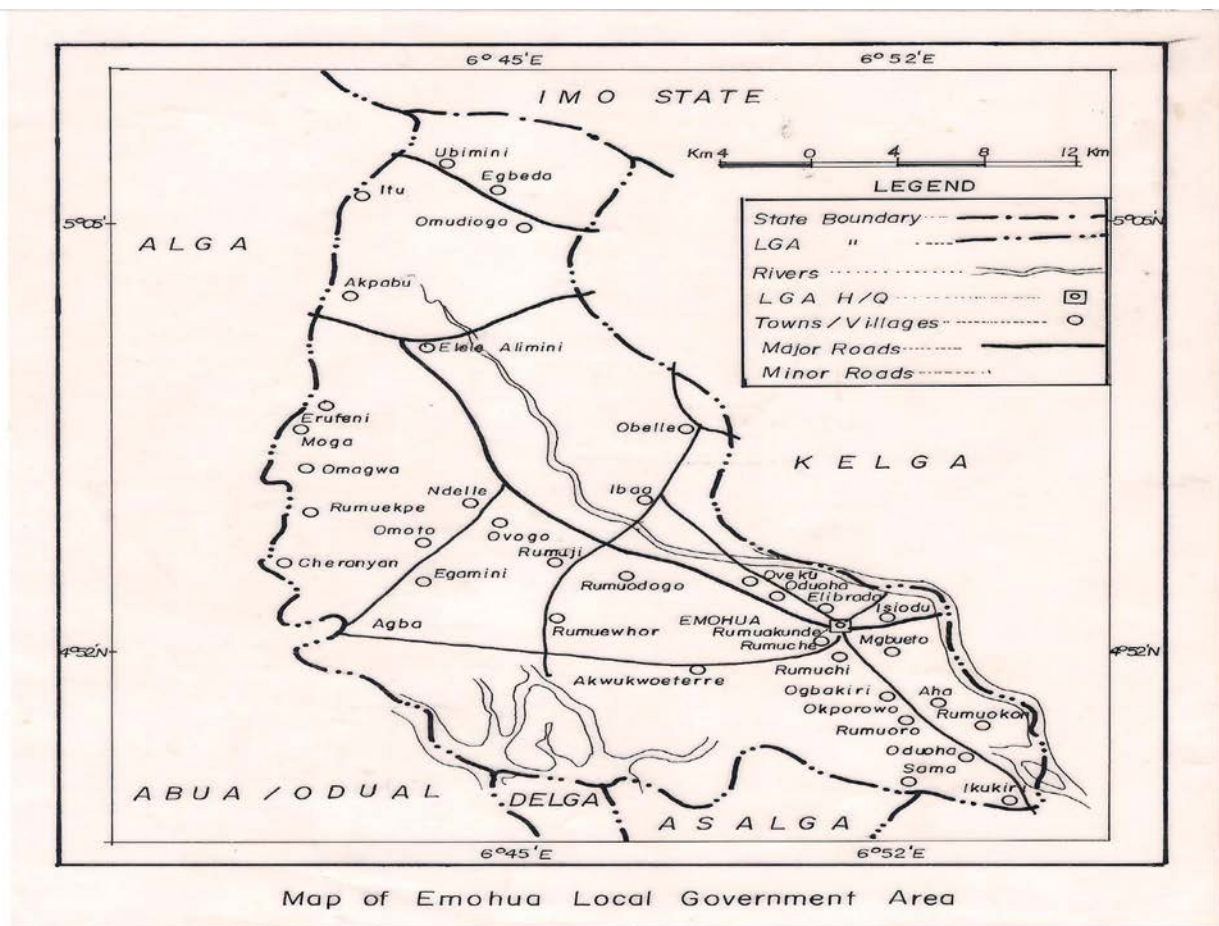 6°45'E 6°52'E
IMO STATE
Km 4 0 4 8 12 Km
LEGEND
State Boundary
LGA "
Rivers
LGA H/Q
Towns/Villages
Major Roads
Minor Roads
5°05' 5°05'N
Ubimini
Egbeda
Itu
Omudioga
ALGA
Akpabu
Elele Alimini
Erufeni
Moga
Obelle
KELGA
Omagwa
Ndelle
Ibaa
Rumuekpe
Omoto
Ovogo
Rumuji
Cheranyan
Egamini
Rumuodogo
Oveku
Oduoha
Elibrada
Isiodu
Agba
Rumuewhor
EMOHUA
Rumuakunde
Rumuche
Mgbueto
4°52'N 4°52'N
Akwukwoeterre
Rumuchi
Ogbakiri
Aha
Okporowo
Rumuokon
Rumuoro
Oduoha
Sama
Ikukiri
ABUA/ODUAL
DELGA
ASALGA
6°45'E 6°52'E
Map of Emohua Local Government Area